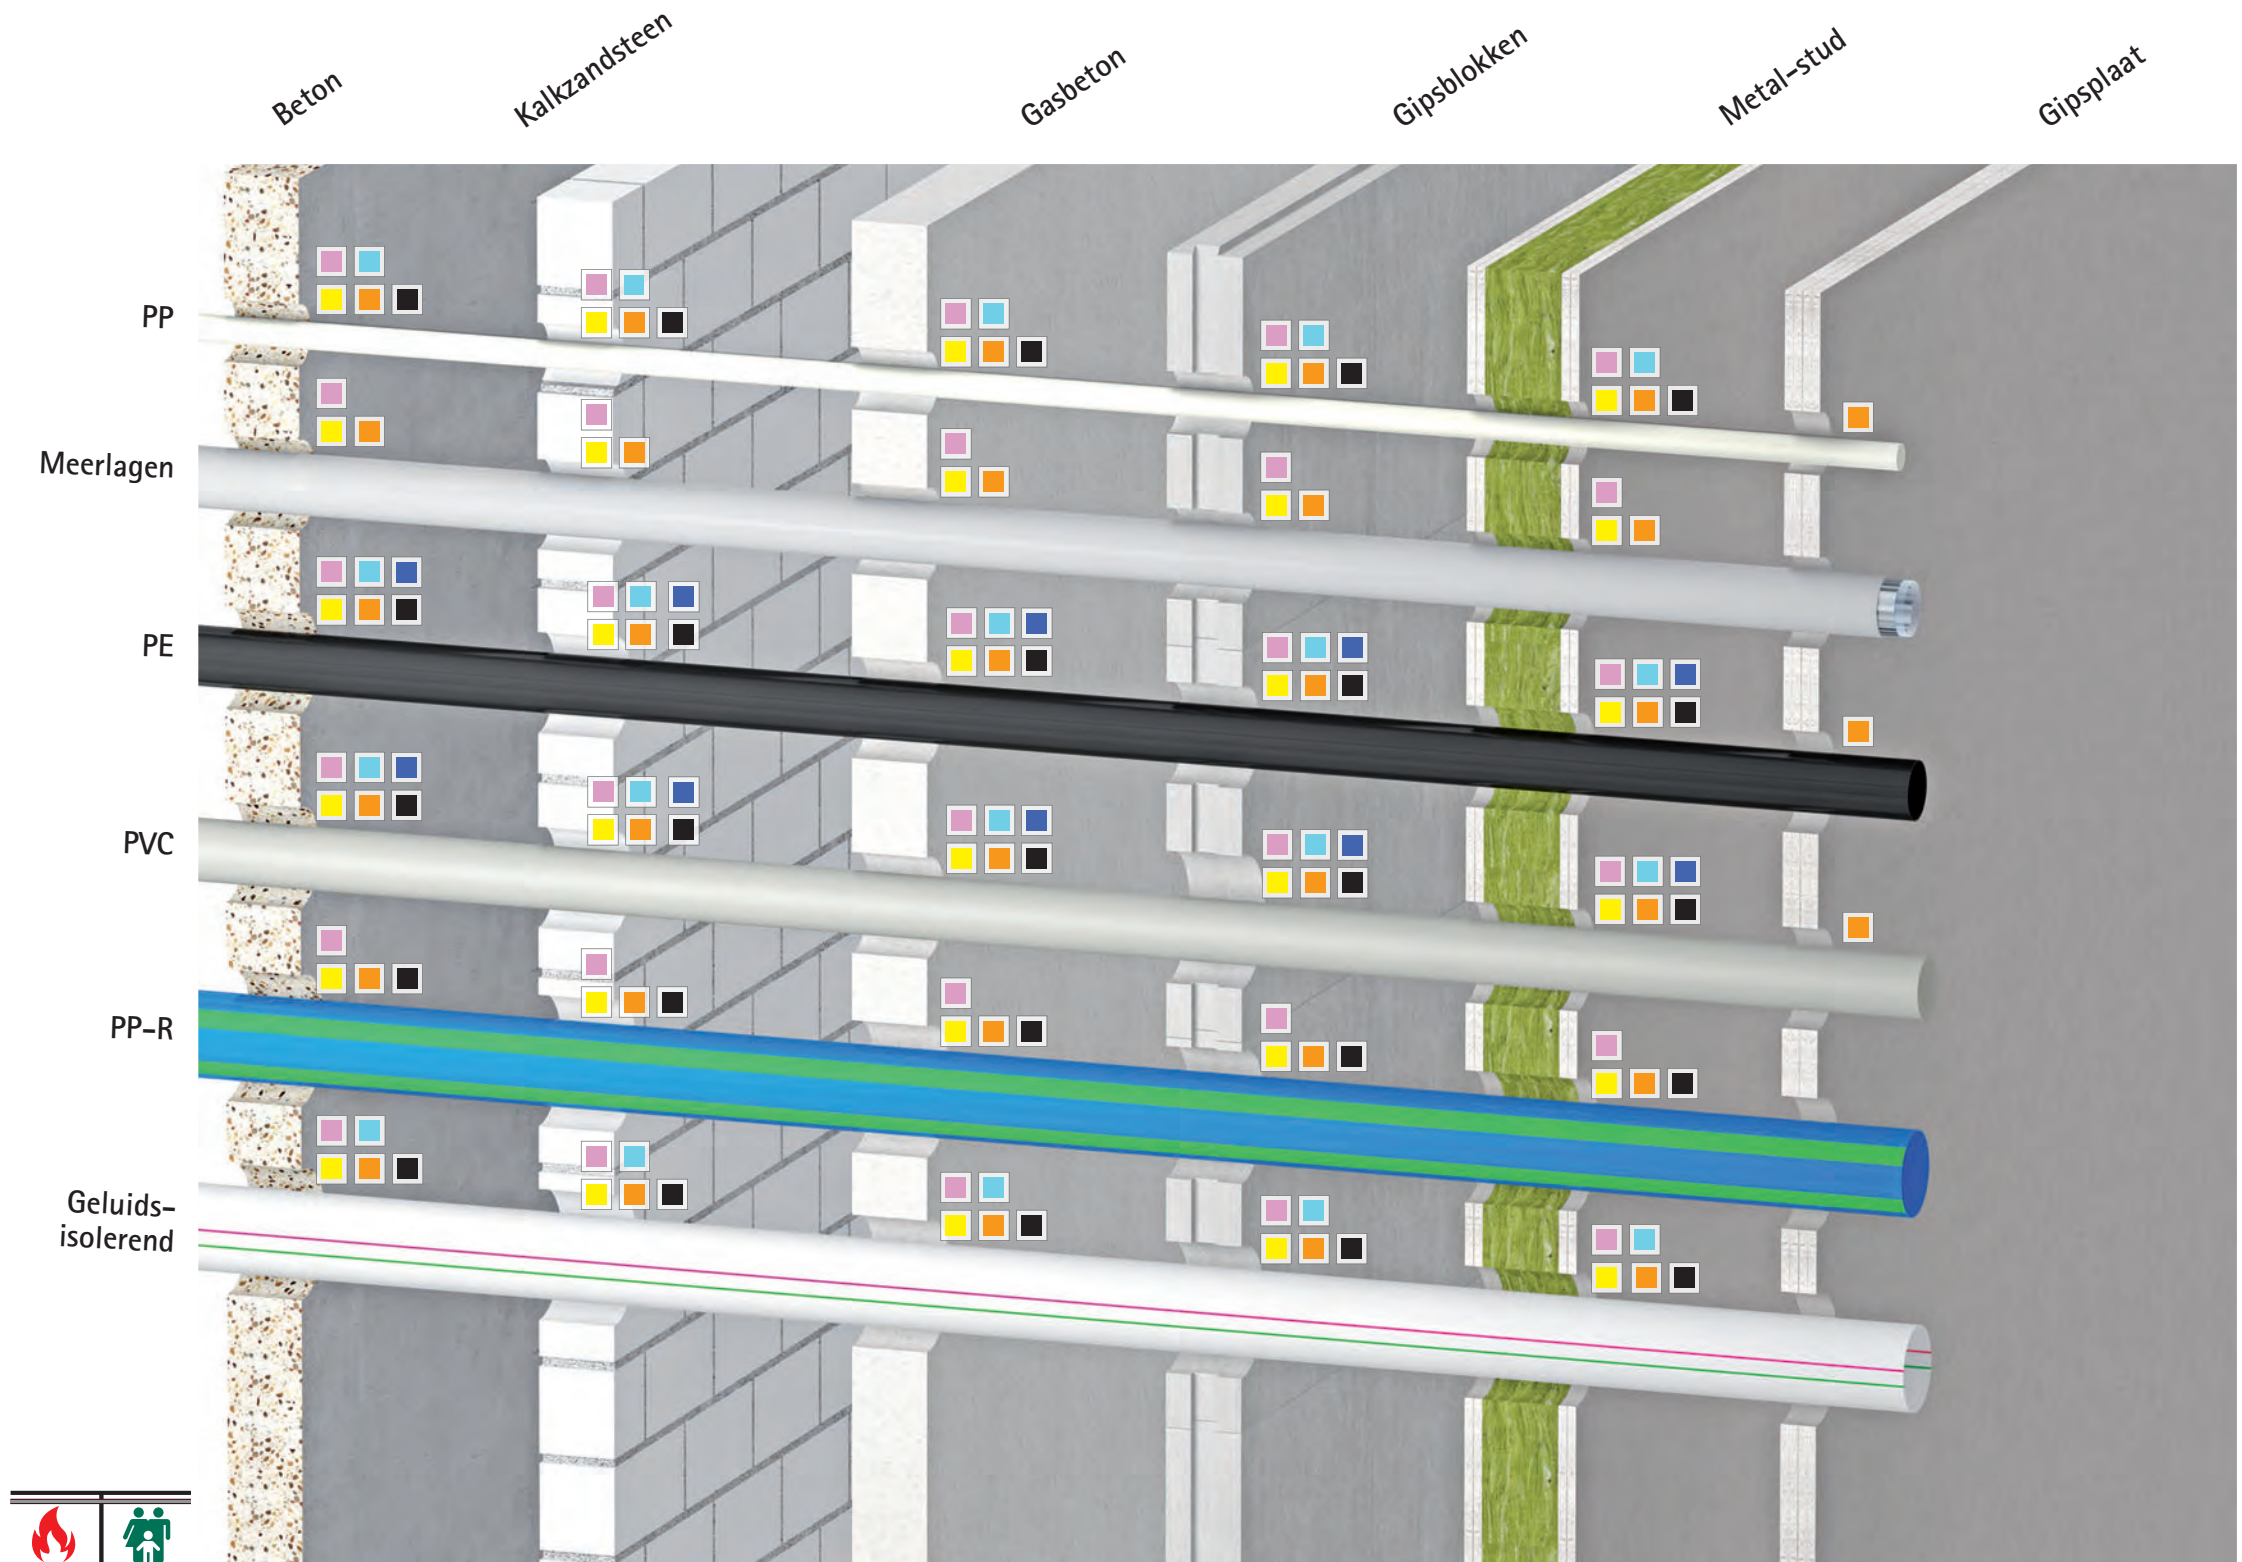 Beton
Kalkzandsteen
Gasbeton
Gipsblokken
Metal-stud
Gipsplaat
PP
Meerlagen
PE
PVC
PP-R
Geluids-
isolerend